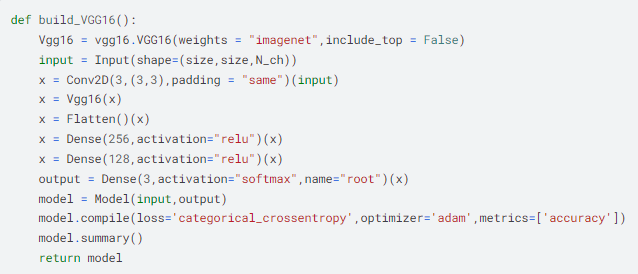 def build_VGG16():
    Vgg16 = vgg16.VGG16(weights = "imagenet",include_top = False)
    input = Input(shape=(size,size,N_ch))
    x = Conv2D(3,(3,3),padding = "same")(input)
    x = Vgg16(x)
    x = Flatten()(x)
    x = Dense(256,activation="relu")(x)
    x = Dense(128,activation="relu")(x)
    output = Dense(3,activation="softmax",name="root")(x)
    model = Model(input,output)
    model.compile(loss='categorical_crossentropy',optimizer='adam',metrics=['accuracy'])
    model.summary()
    return model